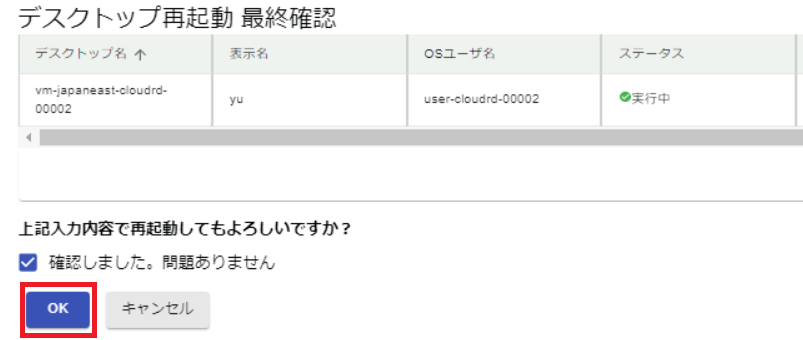 デスクトップ再起動 最終確認
デスクトップ名 ↑ 表示名 OSユーザ名 ステータス
vm-japaneast-cloudrd-
00002 yu user-cloudrd-00002 実行中
上記入力内容で再起動してもよろしいですか？
確認しました。問題ありません
OK キャンセル